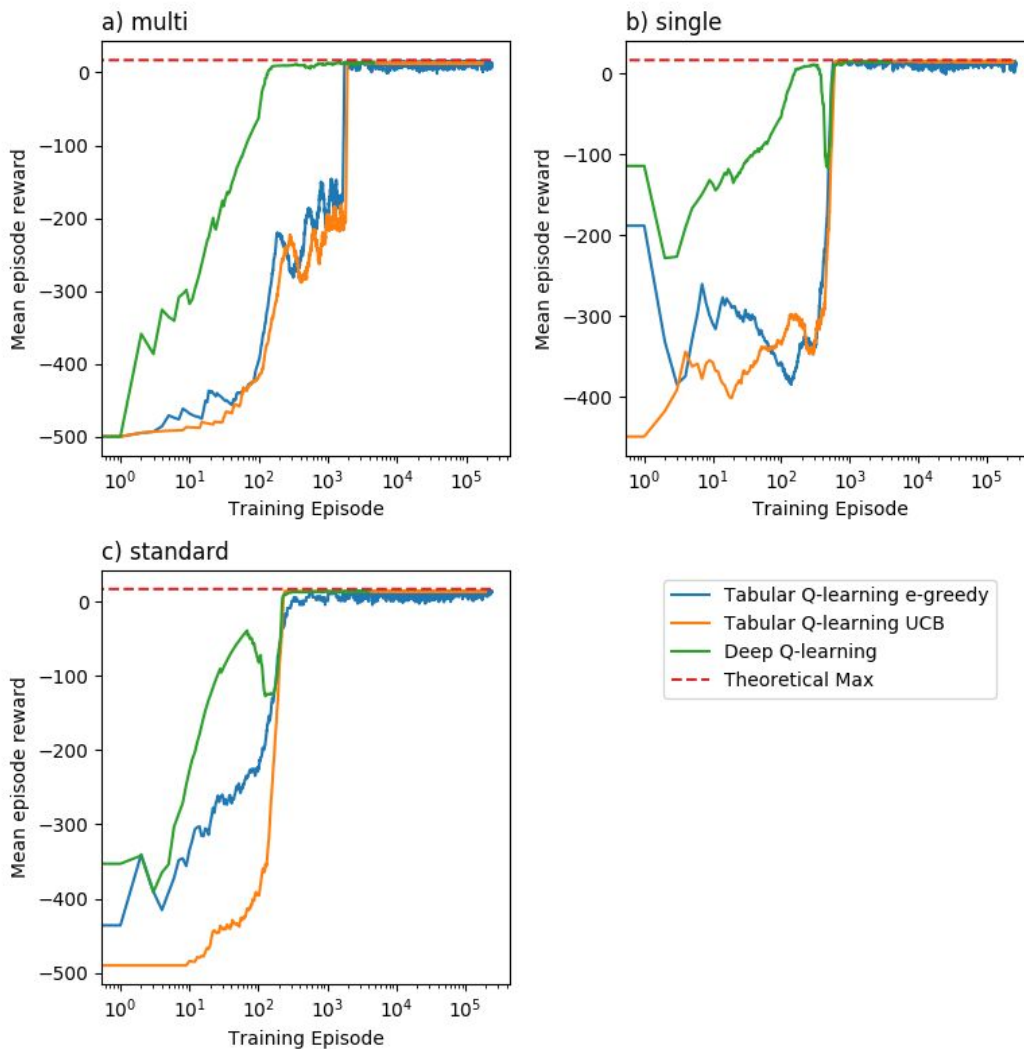 a) multi
0
−100
−200
−300
−400
−500
Mean episode reward
10^0 10^1 10^2 10^3 10^4 10^5
Training Episode
b) single
0
−100
−200
−300
−400
Mean episode reward
10^0 10^1 10^2 10^3 10^4 10^5
Training Episode
c) standard
0
−100
−200
−300
−400
−500
Mean episode reward
10^0 10^1 10^2 10^3 10^4 10^5
Training Episode
Tabular Q-learning e-greedy
Tabular Q-learning UCB
Deep Q-learning
Theoretical Max